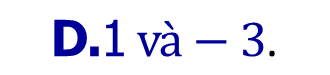 D.1 và − 3.